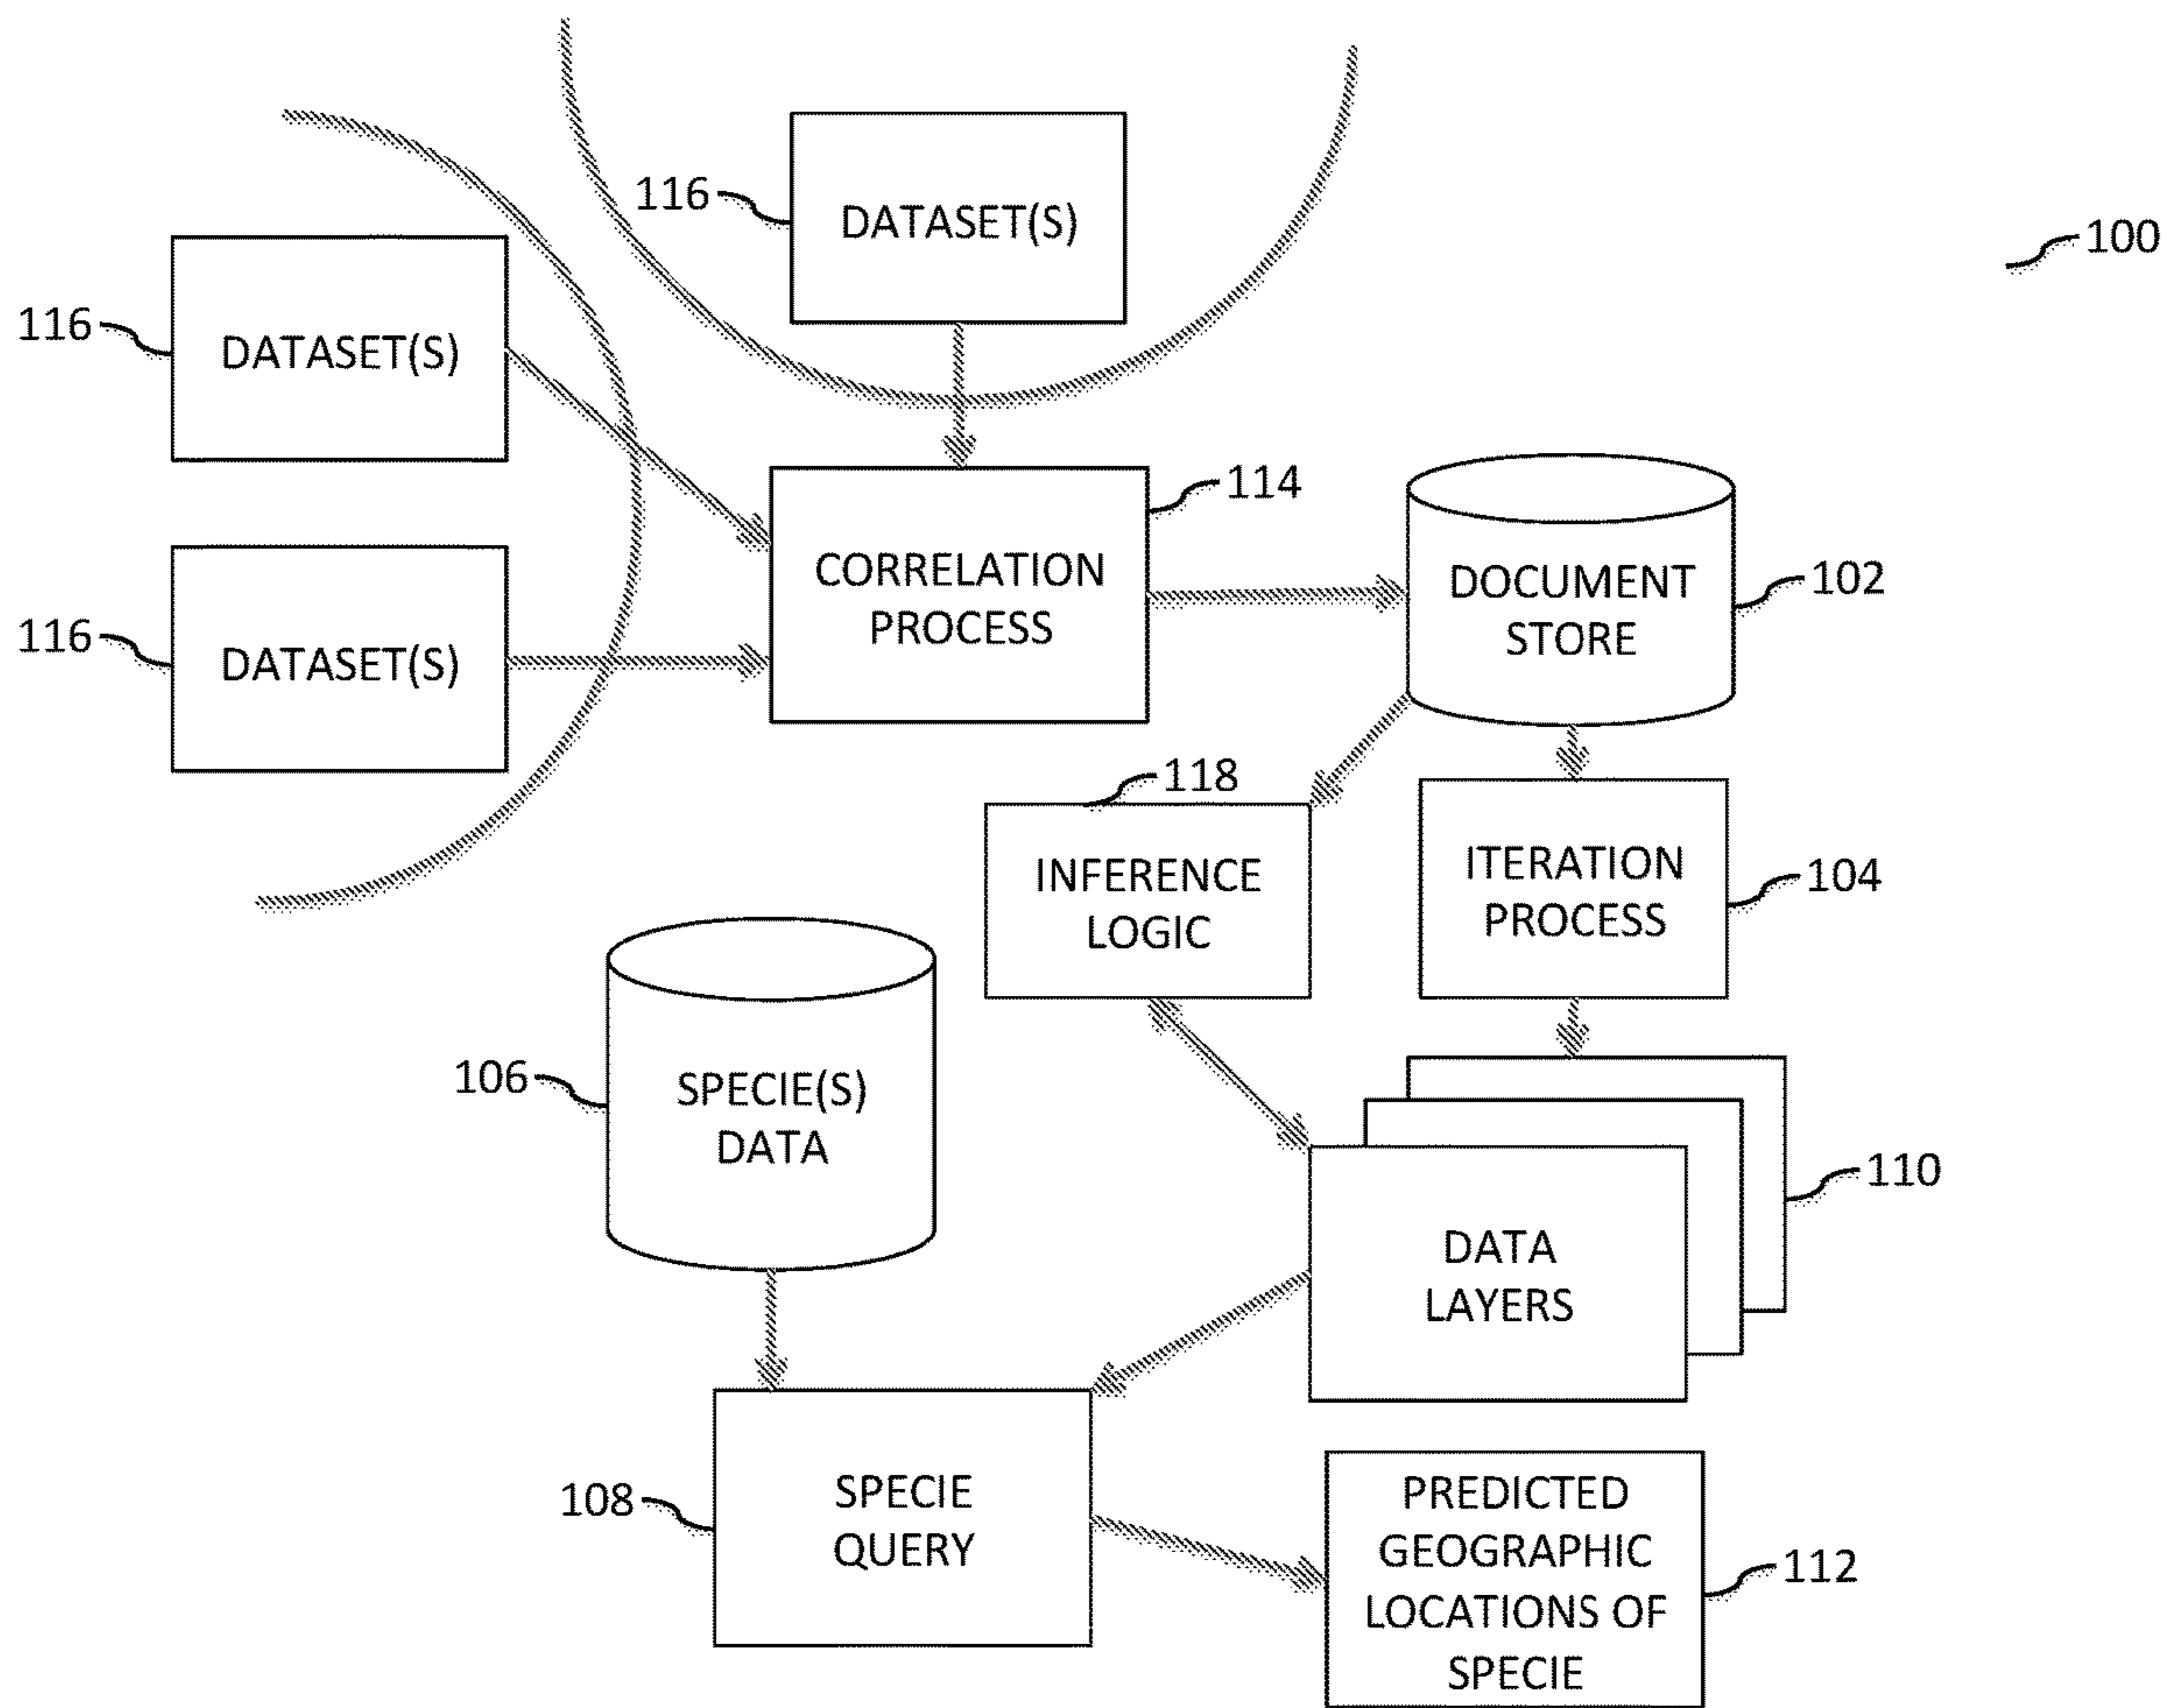 116
DATASET(S)
100
116
DATASET(S)
116
DATASET(S)
114
CORRELATION
PROCESS
DOCUMENT
STORE
102
118
INFERENCE
LOGIC
ITERATION
PROCESS
104
106
SPECIE(S)
DATA
110
DATA
LAYERS
108
SPECIE
QUERY
PREDICTED
GEOGRAPHIC
LOCATIONS OF
SPECIE
112